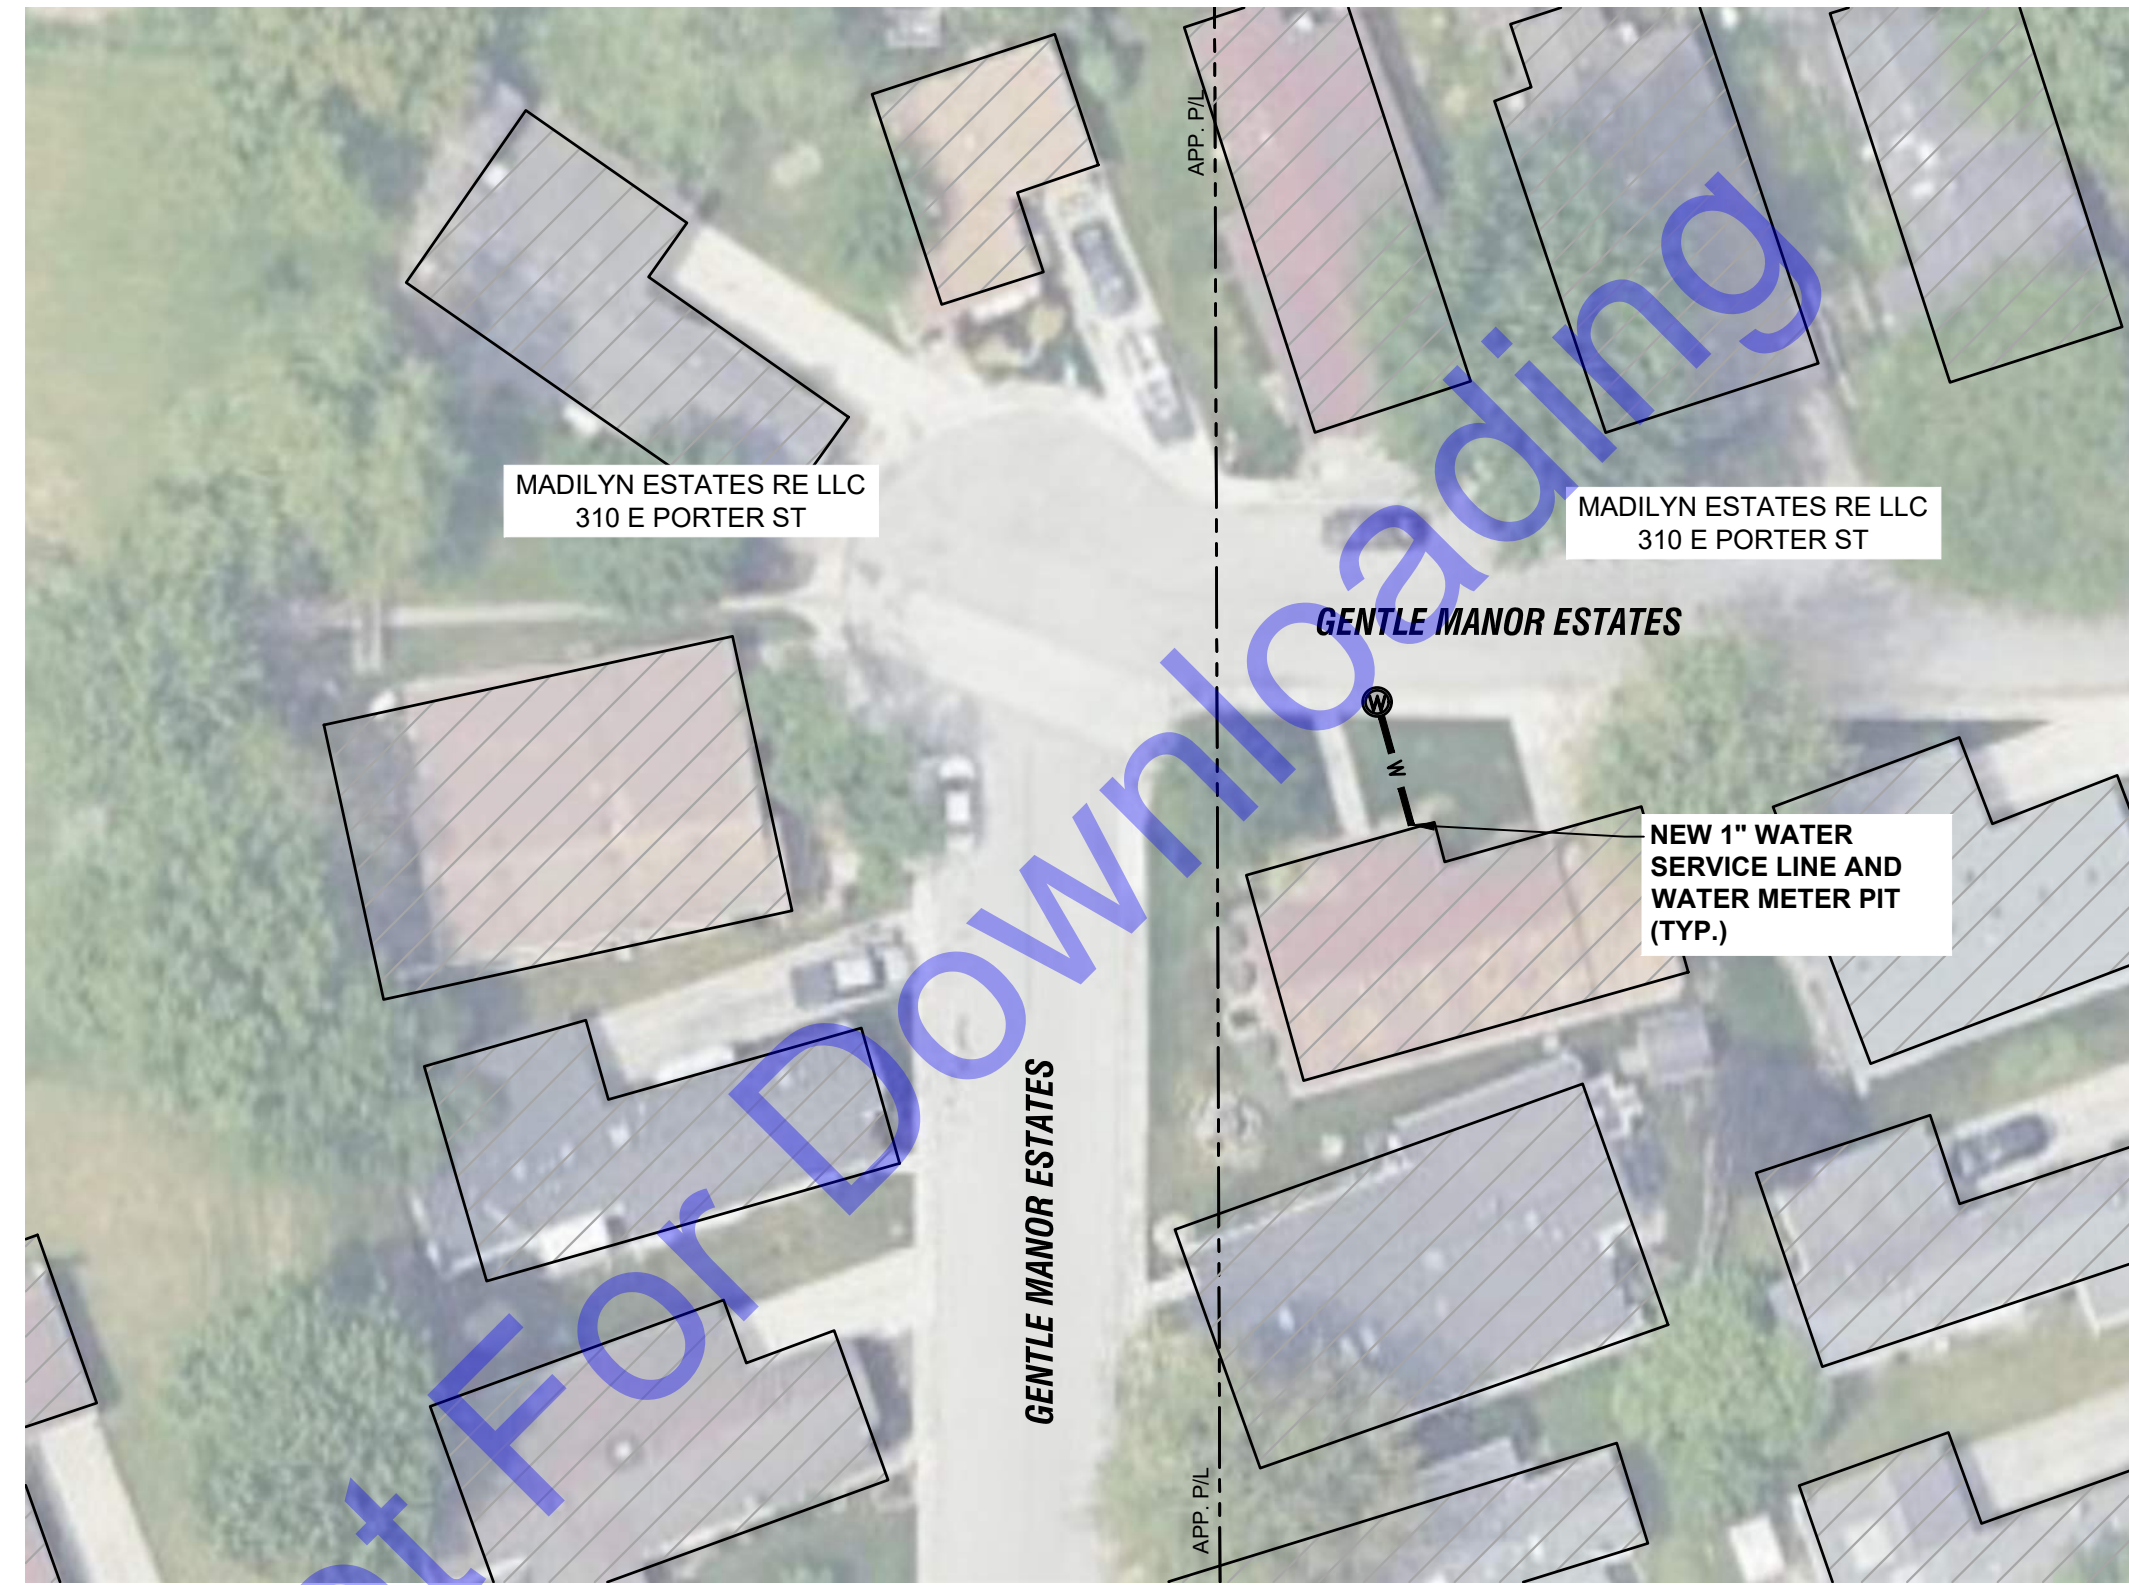 APP. P/L
MADILYN ESTATES RE LLC
310 E PORTER ST
MADILYN ESTATES RE LLC
310 E PORTER ST
GENTLE MANOR ESTATES
W
W
NEW 1" WATER
SERVICE LINE AND
WATER METER PIT
(TYP.)
GENTLE MANOR ESTATES
APP. P/L
For Downloading